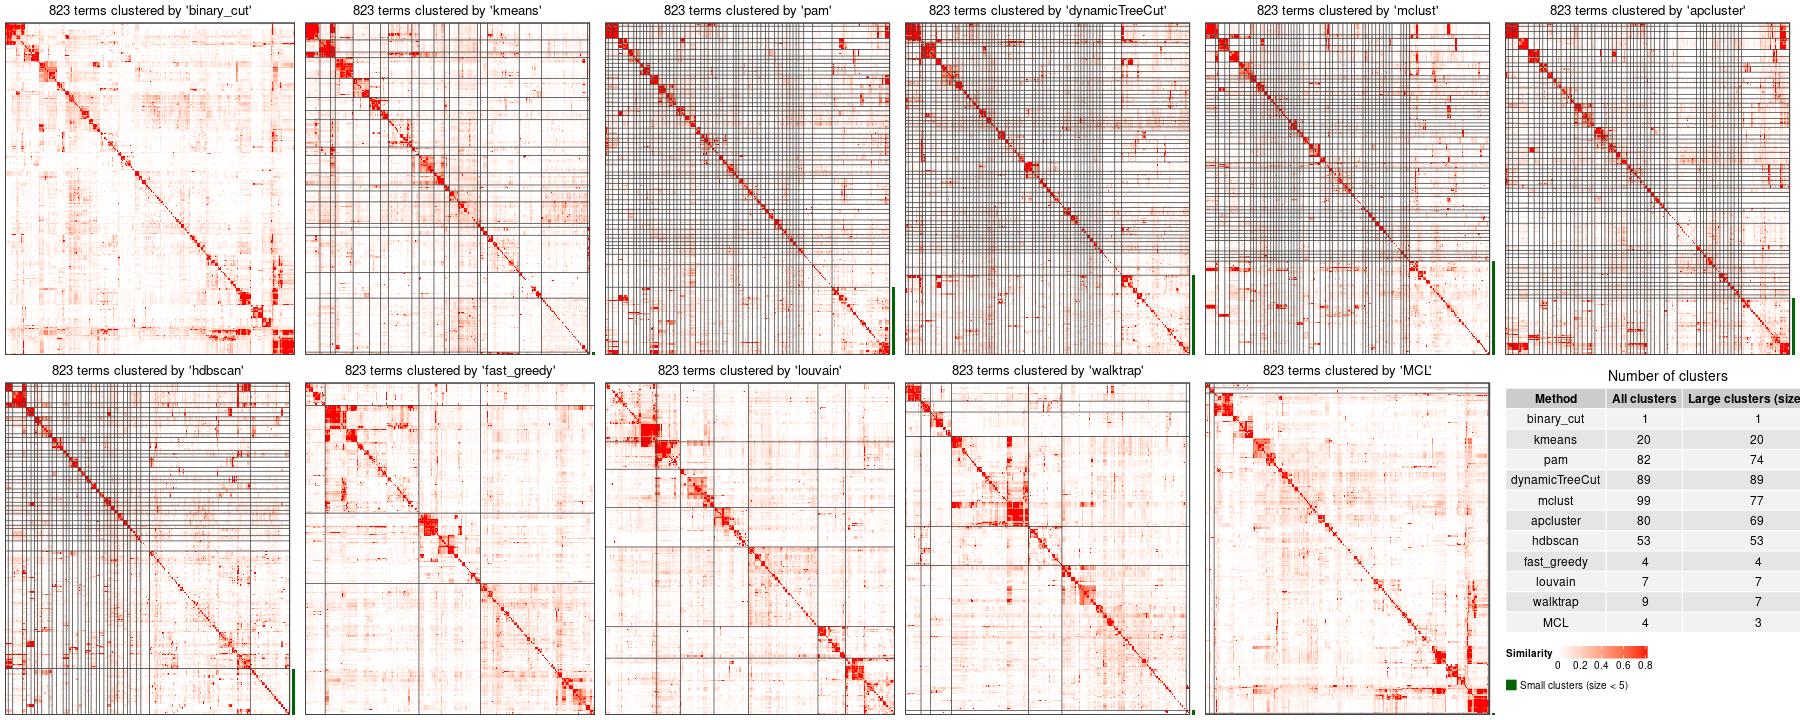 823 terms clustered by 'binary_cut'
823 terms clustered by 'kmeans'
823 terms clustered by 'pam'
823 terms clustered by 'dynamicTreeCut'
823 terms clustered by 'mclust'
823 terms clustered by 'apcluster'
823 terms clustered by 'hdbscan'
823 terms clustered by 'fast_greedy'
823 terms clustered by 'louvain'
823 terms clustered by 'walktrap'
823 terms clustered by 'MCL'
Number of clusters
Method All clusters Large clusters (size
binary_cut 1 1
kmeans 20 20
pam 82 74
dynamicTreeCut 89 89
mclust 99 77
apcluster 80 69
hdbscan 53 53
fast_greedy 4 4
louvain 7 7
walktrap 9 7
MCL 4 3
Similarity
0 0.2 0.4 0.6 0.8
Small clusters (size < 5)